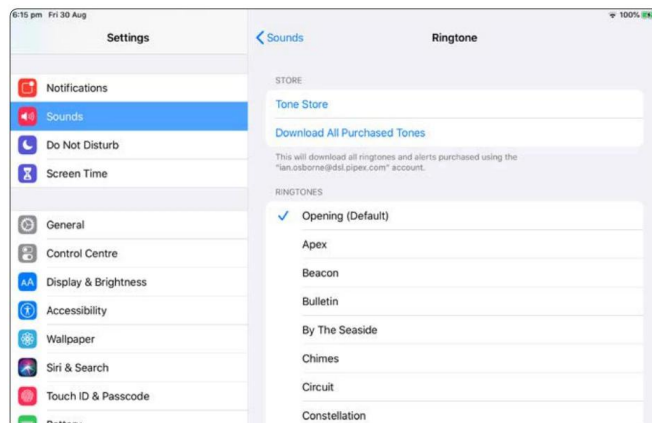 6:15 pm Fri 30 Aug
100%
Settings
Notifications
Sounds
Do Not Disturb
Screen Time
General
Control Centre
Display & Brightness
Accessibility
Wallpaper
Siri & Search
Touch ID & Passcode
Battery
Sounds
Ringtone
STORE
Tone Store
Download All Purchased Tones
This will download all ringtones and alerts purchased using the
"ian.osborne@dsl.pipex.com" account.
RINGTONES
Opening (Default)
Apex
Beacon
Bulletin
By The Seaside
Chimes
Circuit
Constellation